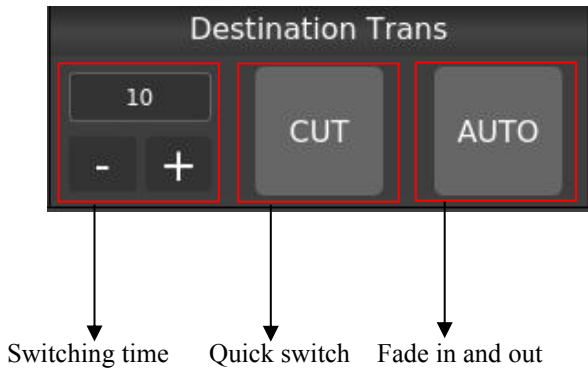 Destination Trans
10
- +
CUT
AUTO
Switching time Quick switch Fade in and out